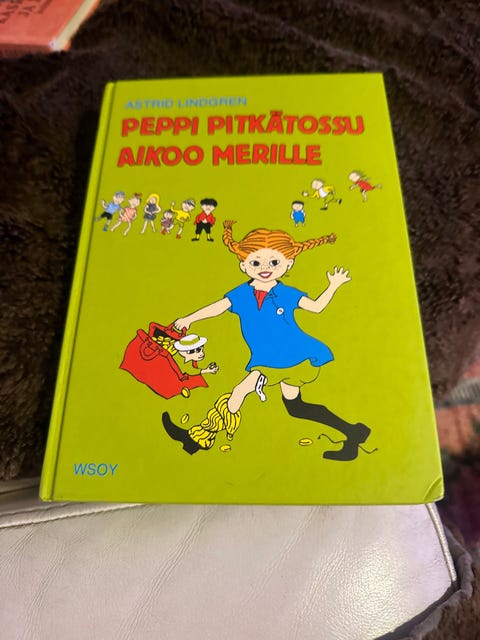 ASTRID LINDGREN
PEPPI PITKÄTOSSU
AIKOO MERILLE
WSOY